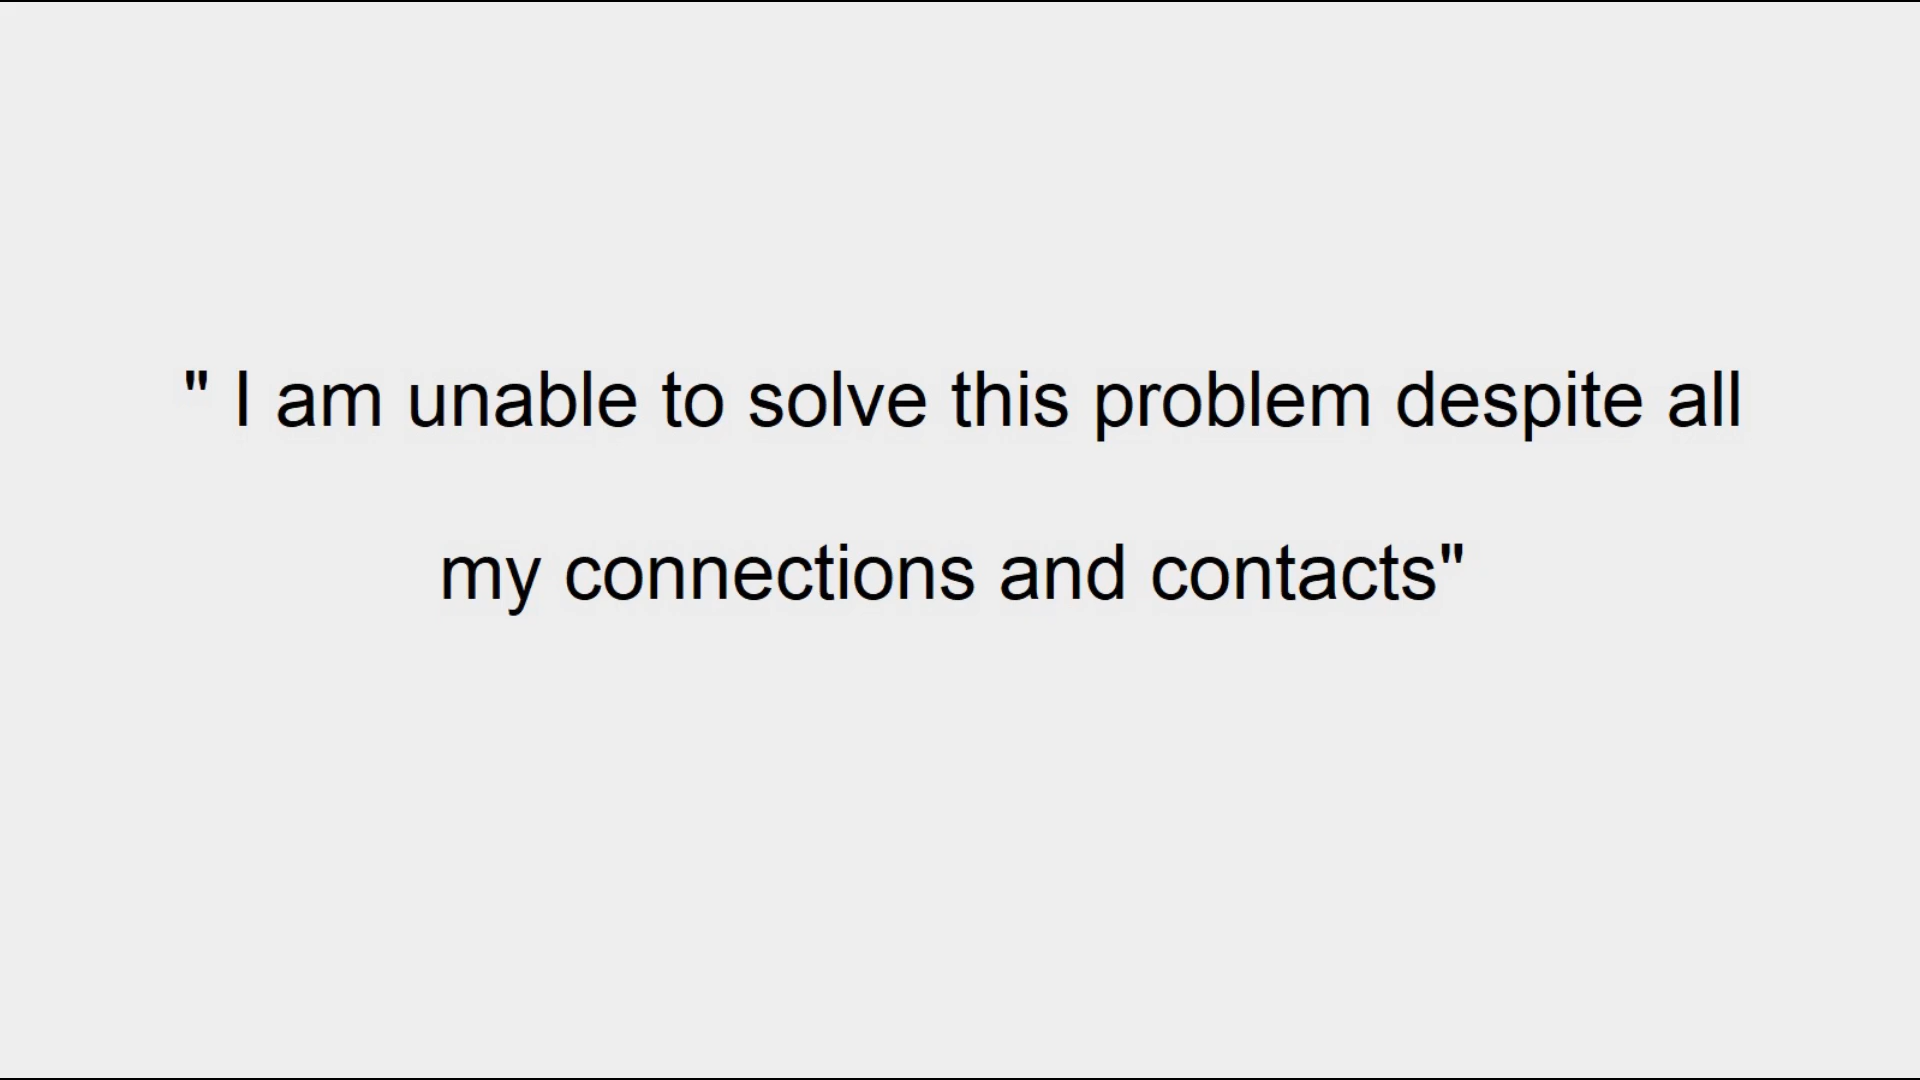 " I am unable to solve this problem despite all
my connections and contacts"